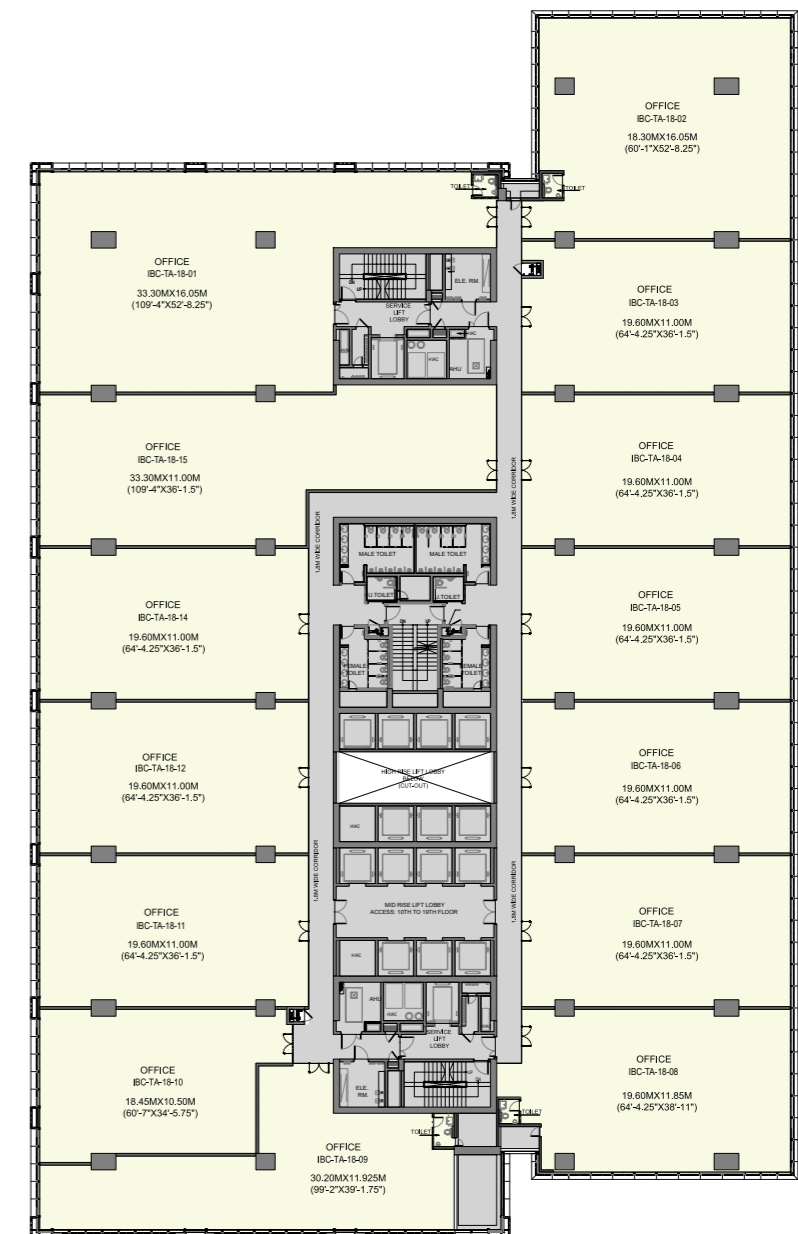 OFFICE
IBC-TA-18-02
18.30MX16.05M
(60'-1"X52'-8.25")
TOILET
TOILET
OFFICE
IBC-TA-18-01
33.30MX16.05M
(109'-4"X52'-8.25")
ELE. RM.
DN
UP
SERVICE
LIFT
LOBBY
HVAC
HVAC
AHU
OFFICE
IBC-TA-18-03
19.60MX11.00M
(64'-4.25"X36'-1.5")
OFFICE
IBC-TA-18-15
33.30MX11.00M
(109'-4"X36'-1.5")
OFFICE
IBC-TA-18-04
19.60MX11.00M
(64'-4.25"X36'-1.5")
1.8M WIDE CORRIDOR
1.8M WIDE CORRIDOR
MALE TOILET
MALE TOILET
U.TOILET
U.TOILET
DN
UP
FEMALE
TOILET
FEMALE
TOILET
OFFICE
IBC-TA-18-14
19.60MX11.00M
(64'-4.25"X36'-1.5")
OFFICE
IBC-TA-18-05
19.60MX11.00M
(64'-4.25"X36'-1.5")
OFFICE
IBC-TA-18-12
19.60MX11.00M
(64'-4.25"X36'-1.5")
HIGH RISE LIFT LOBBY
BELOW
(CUT-OUT)
HVAC
OFFICE
IBC-TA-18-06
19.60MX11.00M
(64'-4.25"X36'-1.5")
1.8M WIDE CORRIDOR
1.8M WIDE CORRIDOR
OFFICE
IBC-TA-18-11
19.60MX11.00M
(64'-4.25"X36'-1.5")
MID RISE LIFT LOBBY
ACCESS: 10TH TO 19TH FLOOR
HVAC
OFFICE
IBC-TA-18-07
19.60MX11.00M
(64'-4.25"X36'-1.5")
AHU
HVAC
SERVICE
LIFT
LOBBY
ELE.
RM.
UP
DN
OFFICE
IBC-TA-18-10
18.45MX10.50M
(60'-7"X34'-5.75")
OFFICE
IBC-TA-18-08
19.60MX11.85M
(64'-4.25"X38'-11")
TOILET
TOILET
OFFICE
IBC-TA-18-09
30.20MX11.925M
(99'-2"X39'-1.75")